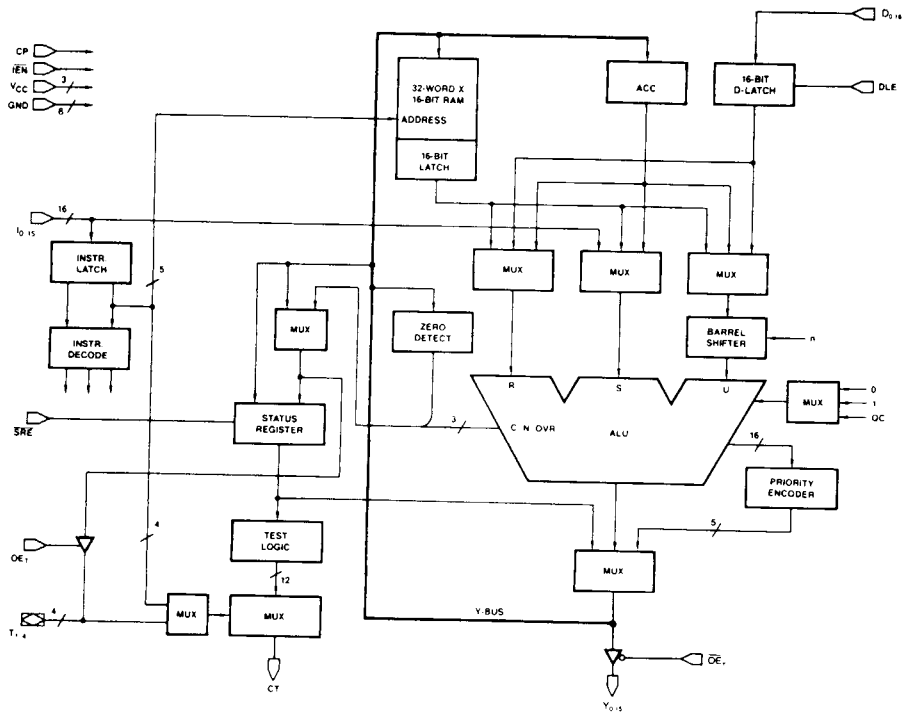 D0-15
CP
IEN
VCC
3
GND
6
32-WORD X
16-BIT RAM
ADDRESS
16-BIT
LATCH
ACC
16-BIT
D-LATCH
DLE
16
I0-15
INSTR.
LATCH
5
MUX
MUX
MUX
INSTR.
DECODE
MUX
ZERO
DETECT
BARREL
SHIFTER
n
R
S
U
MUX
0
1
QC
SRE
STATUS
REGISTER
3
C N OVR
ALU
16
PRIORITY
ENCODER
4
TEST
LOGIC
5
OET
12
MUX
T1-4
4
MUX
MUX
Y-BUS
CT
OEY
Y0-15